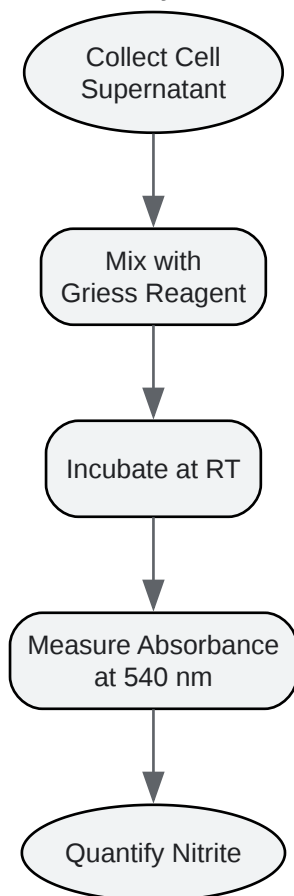 Collect Cell
Supernatant
Mix with
Griess Reagent
Incubate at RT
Measure Absorbance
at 540 nm
Quantify Nitrite